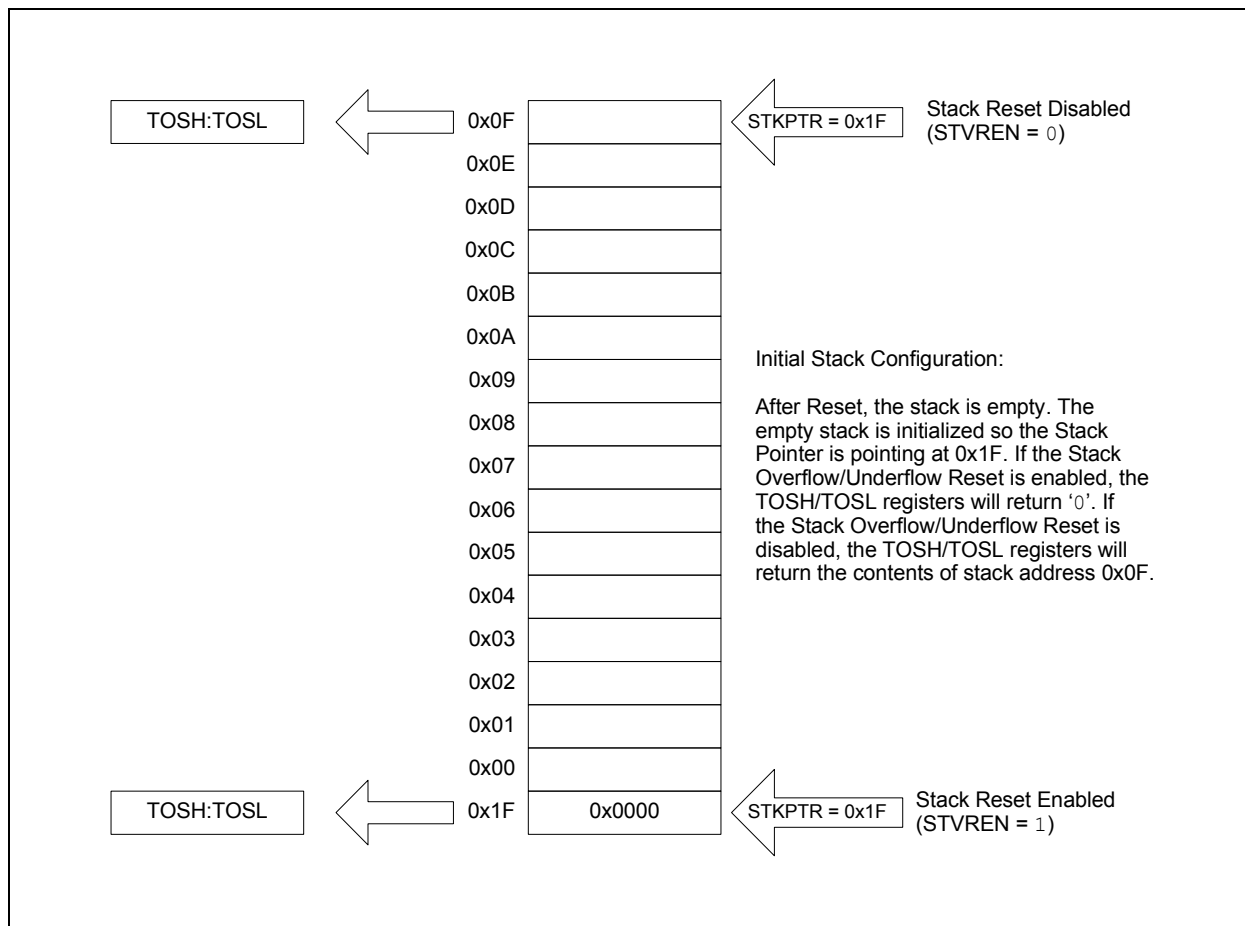 TOSH:TOSL
0x0F
STKPTR = 0x1F
Stack Reset Disabled
(STVREN = 0)
0x0E
0x0D
0x0C
0x0B
0x0A
0x09
0x08
0x07
0x06
0x05
0x04
0x03
0x02
0x01
0x00
Initial Stack Configuration:
After Reset, the stack is empty. The
empty stack is initialized so the Stack
Pointer is pointing at 0x1F. If the Stack
Overflow/Underflow Reset is enabled, the
TOSH/TOSL registers will return ‘0’. If
the Stack Overflow/Underflow Reset is
disabled, the TOSH/TOSL registers will
return the contents of stack address 0x0F.
TOSH:TOSL
0x1F
0x0000
STKPTR = 0x1F
Stack Reset Enabled
(STVREN = 1)